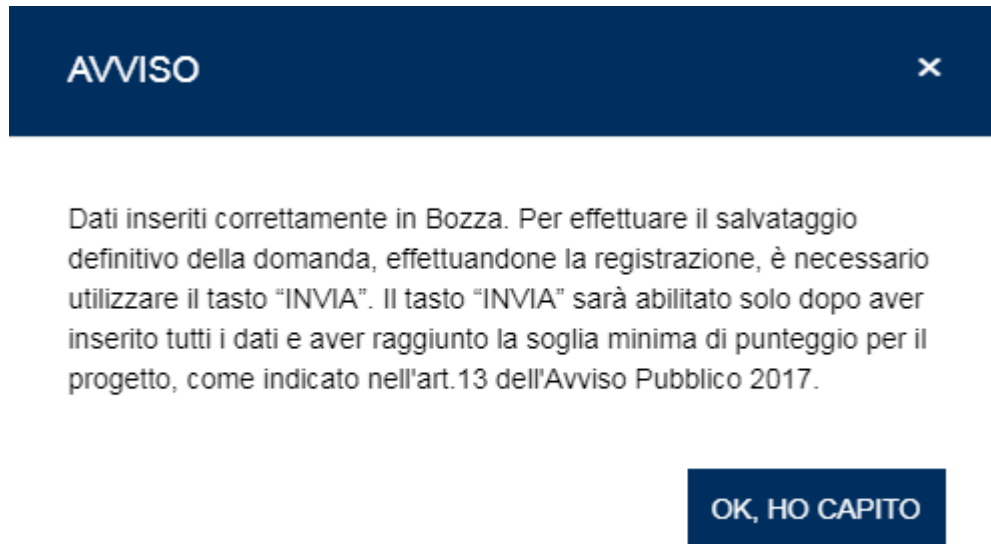 AVVISO ×
Dati inseriti correttamente in Bozza. Per effettuare il salvataggio
definitivo della domanda, effettuandone la registrazione, è necessario
utilizzare il tasto “INVIA”. Il tasto “INVIA” sarà abilitato solo dopo aver
inserito tutti i dati e aver raggiunto la soglia minima di punteggio per il
progetto, come indicato nell'art.13 dell'Avviso Pubblico 2017.
OK, HO CAPITO